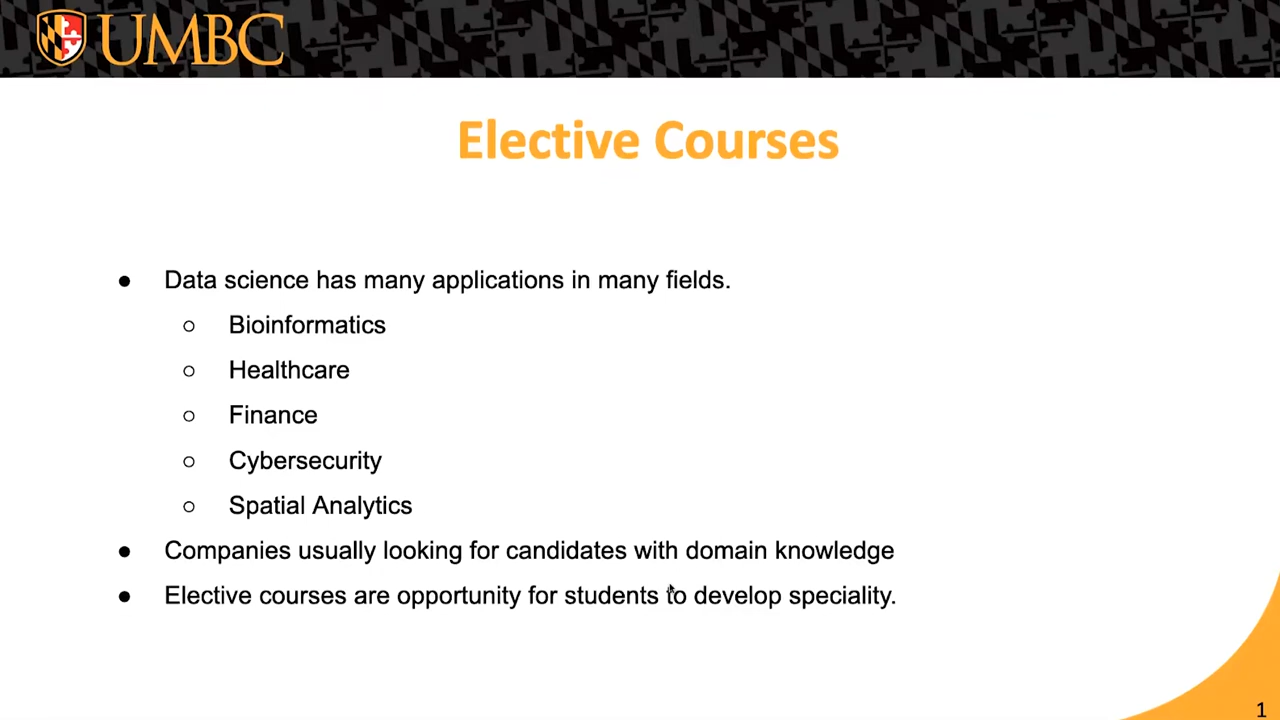 UMBC
Elective Courses
● Data science has many applications in many fields.
○ Bioinformatics
○ Healthcare
○ Finance
○ Cybersecurity
○ Spatial Analytics
● Companies usually looking for candidates with domain knowledge
● Elective courses are opportunity for students to develop speciality.
1